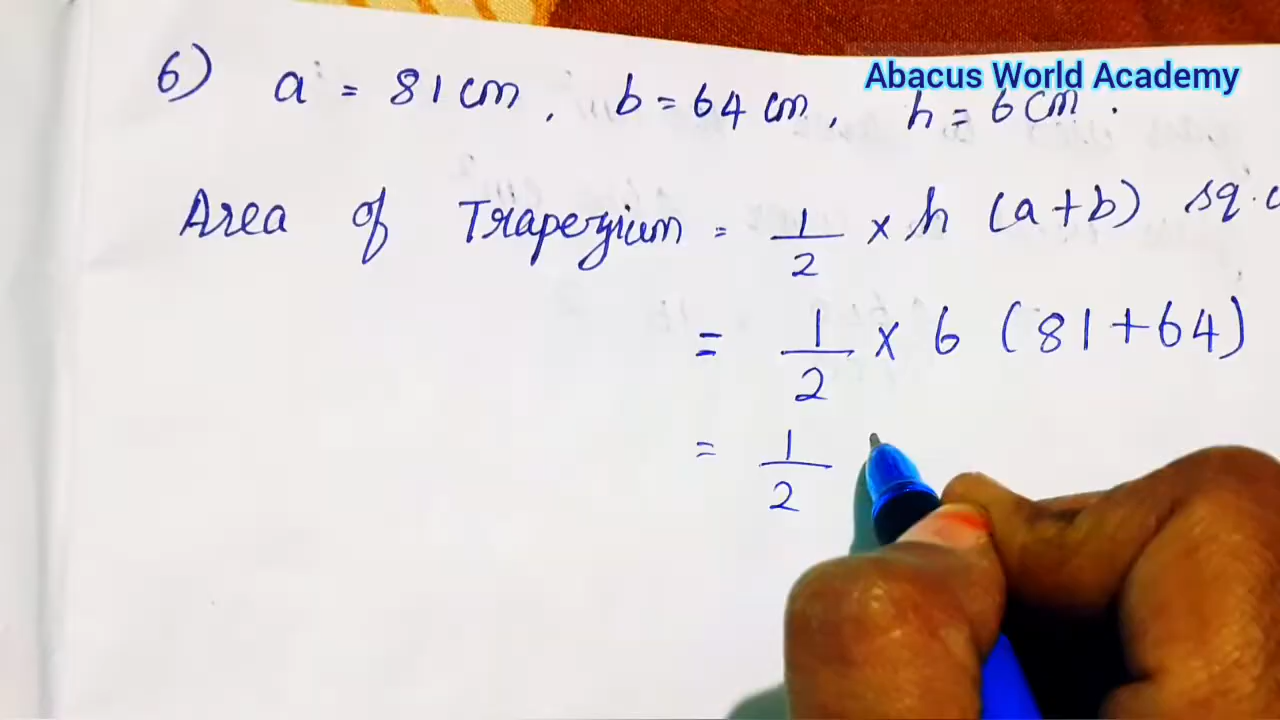 Abacus World Academy
6) a = 81 cm, b = 64 cm, h = 6 cm.
Area of Trapezium = 1/2 × h (a+b) sq.
= 1/2 × 6 (81+64)
= 1/2